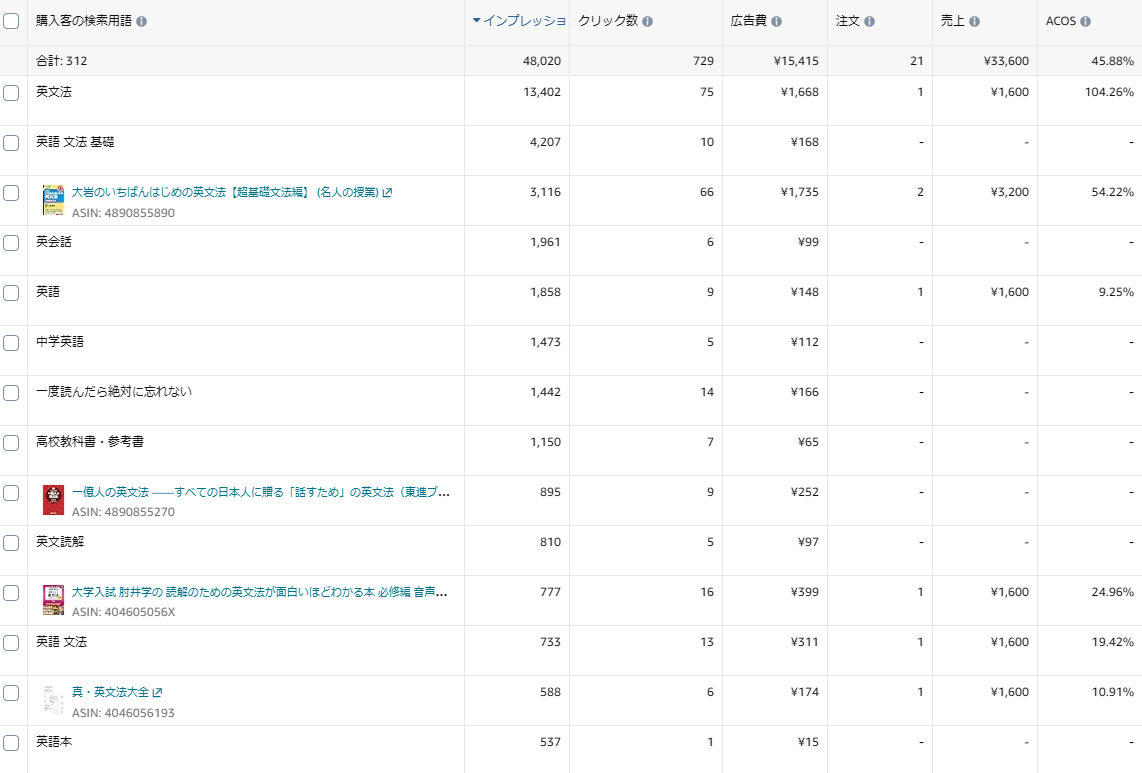 購入客の検索用語 インプレッショ クリック数 広告費 注文 売上 ACOS
合計: 312 48,020 729 ¥15,415 21 ¥33,600 45.88%
英文法 13,402 75 ¥1,668 1 ¥1,600 104.26%
英語 文法 基礎 4,207 10 ¥168 - - -
大岩のいちばんはじめの英文法【超基礎文法編】 (名人の授業) 3,116 66 ¥1,735 2 ¥3,200 54.22%
ASIN: 4890855890
英会話 1,961 6 ¥99 - - -
英語 1,858 9 ¥148 1 ¥1,600 9.25%
中学英語 1,473 5 ¥112 - - -
一度読んだら絶対に忘れない 1,442 14 ¥166 - - -
高校教科書・参考書 1,150 7 ¥65 - - -
一億人の英文法 ――すべての日本人に贈る「話すため」の英文法（東進ブ... 895 9 ¥252 - - -
ASIN: 4890855270
英文読解 810 5 ¥97 - - -
大学入試 肘井学の 読解のための英文法が面白いほどわかる本 必修編 音声... 777 16 ¥399 1 ¥1,600 24.96%
ASIN: 404605056X
英語 文法 733 13 ¥311 1 ¥1,600 19.42%
真・英文法大全 588 6 ¥174 1 ¥1,600 10.91%
ASIN: 4046056193
英語本 537 1 ¥15 - - -